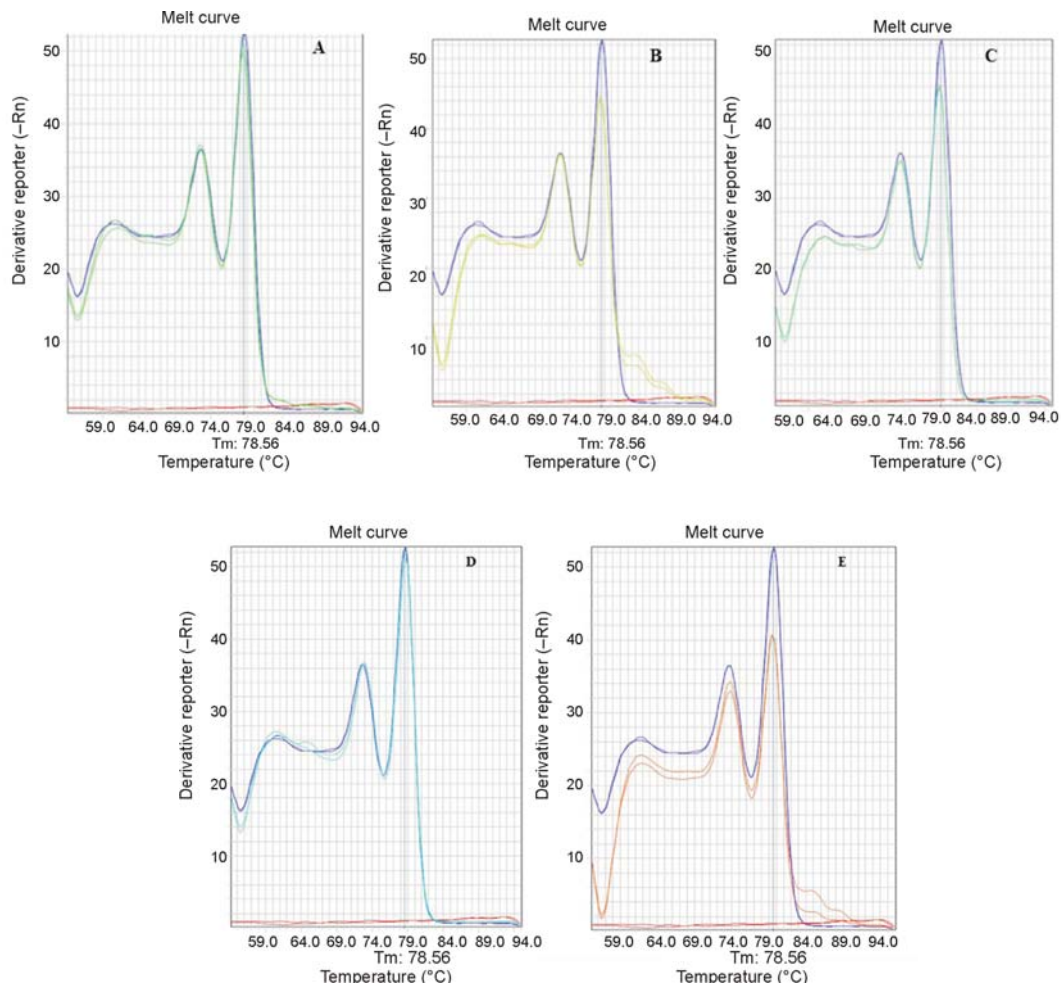 Melt curve
A
Derivative reporter (–Rn)
50
40
30
20
10
59.0 64.0 69.0 74.0 79.0 84.0 89.0 94.0
Tm: 78.56
Temperature (°C)
Melt curve
B
Derivative reporter (–Rn)
50
40
30
20
10
59.0 64.0 69.0 74.0 79.0 84.0 89.0 94.0
Tm: 78.56
Temperature (°C)
Melt curve
C
Derivative reporter (–Rn)
50
40
30
20
10
59.0 64.0 69.0 74.0 79.0 84.0 89.0 94.0
Tm: 78.56
Temperature (°C)
Melt curve
D
Derivative reporter (–Rn)
50
40
30
20
10
59.0 64.0 69.0 74.0 79.0 84.0 89.0 94.0
Tm: 78.56
Temperature (°C)
Melt curve
E
Derivative reporter (–Rn)
50
40
30
20
10
59.0 64.0 69.0 74.0 79.0 84.0 89.0 94.0
Tm: 78.56
Temperature (°C)